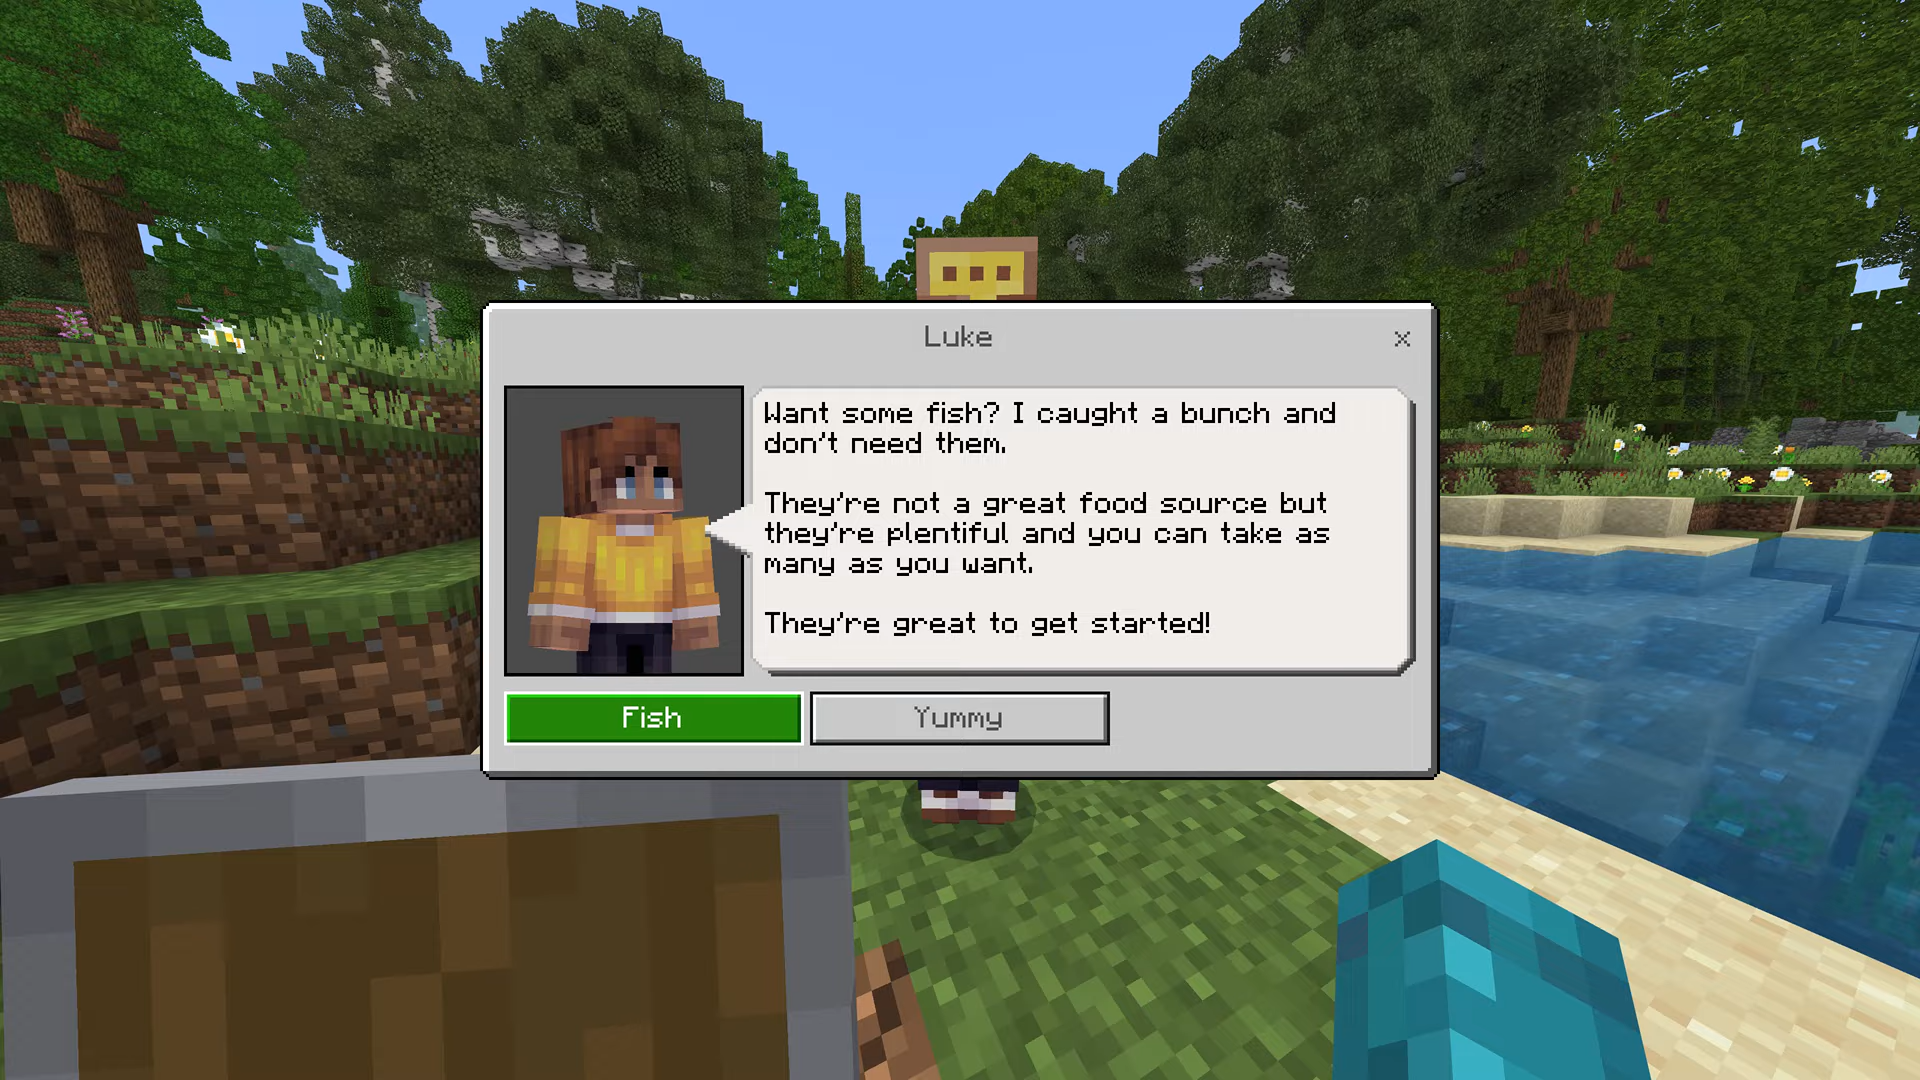 Luke
x
Want some fish? I caught a bunch and
don't need them.
They're not a great food source but
they're plentiful and you can take as
many as you want.
They're great to get started!
Fish
Yummy